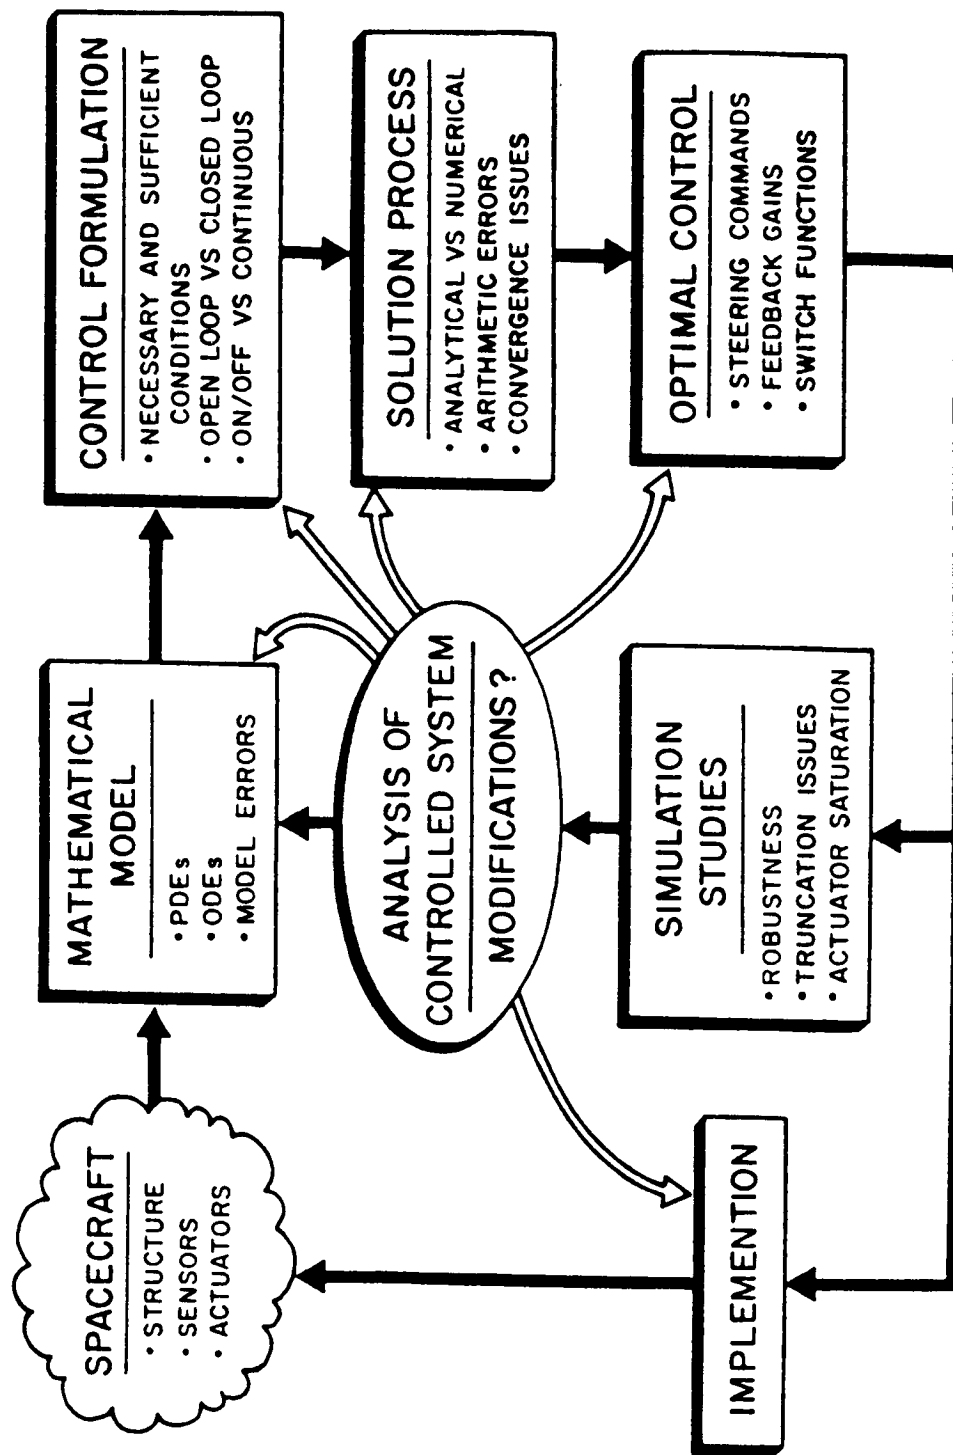 SPACECRAFT
• STRUCTURE
• SENSORS
• ACTUATORS
MATHEMATICAL
MODEL
• PDEs
• ODEs
• MODEL ERRORS
CONTROL FORMULATION
• NECESSARY AND SUFFICIENT
CONDITIONS
• OPEN LOOP VS CLOSED LOOP
• ON/OFF VS CONTINUOUS
SOLUTION PROCESS
• ANALYTICAL VS NUMERICAL
• ARITHMETIC ERRORS
• CONVERGENCE ISSUES
OPTIMAL CONTROL
• STEERING COMMANDS
• FEEDBACK GAINS
• SWITCH FUNCTIONS
ANALYSIS OF
CONTROLLED SYSTEM
MODIFICATIONS?
SIMULATION
STUDIES
• ROBUSTNESS
• TRUNCATION ISSUES
• ACTUATOR SATURATION
IMPLEMENTION